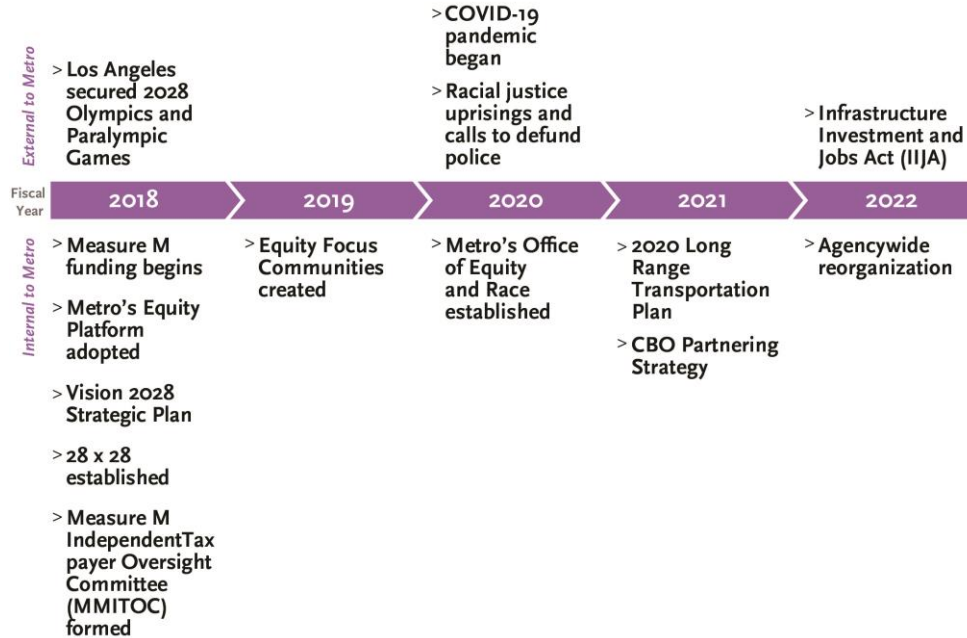 External to Metro
> Los Angeles
secured 2028
Olympics and
Paralympic
Games
> COVID-19
pandemic
began
> Racial justice
uprisings and
calls to defund
police
> Infrastructure
Investment and
Jobs Act (IIJA)
Fiscal
Year
2018
2019
2020
2021
2022
Internal to Metro
> Measure M
funding begins
> Metro's Equity
Platform
adopted
> Vision 2028
Strategic Plan
> 28 x 28
established
> Measure M
IndependentTax
payer Oversight
Committee
(MMITOC)
formed
> Equity Focus
Communities
created
> Metro's Office
of Equity
and Race
established
> 2020 Long
Range
Transportation
Plan
> CBO Partnering
Strategy
> Agencywide
reorganization